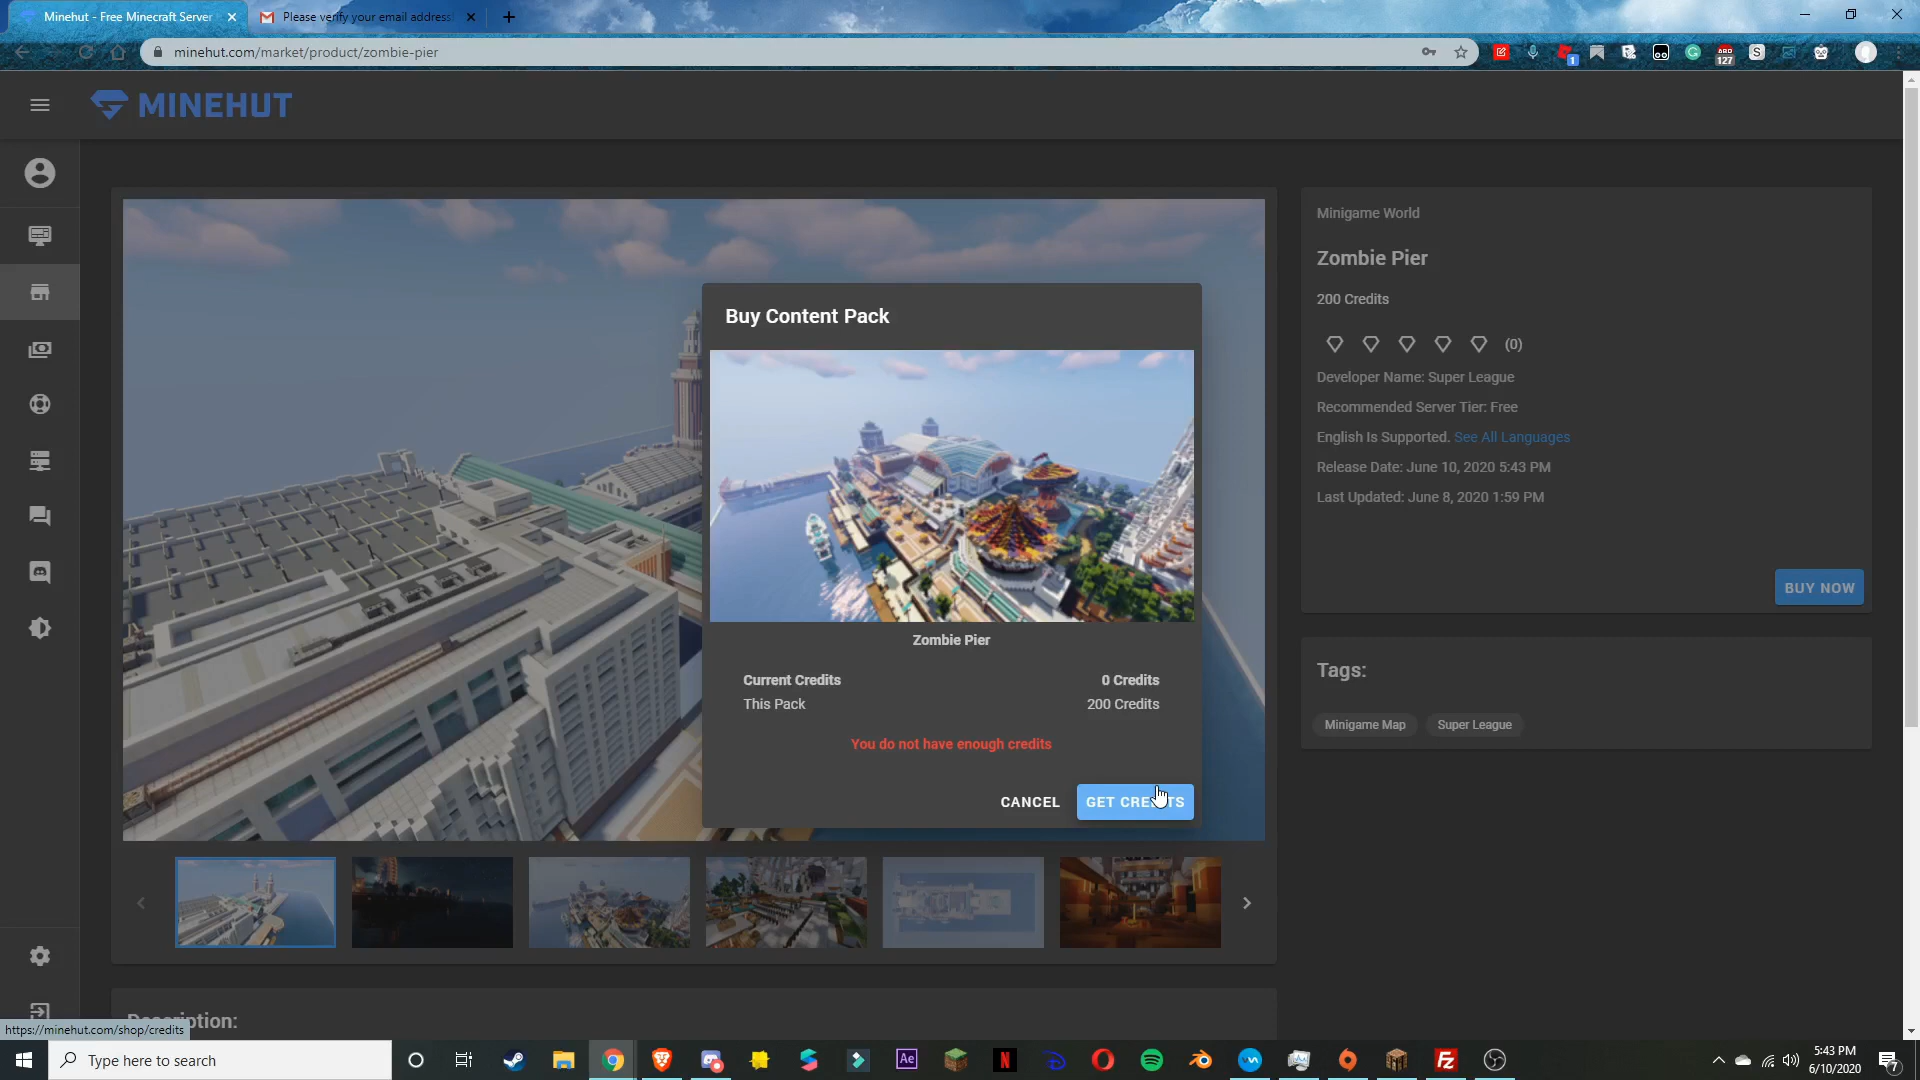 Minehut - Free Minecraft Server
Please verify your email address
minehut.com/market/product/zombie-pier
1
127
S
MINEHUT
Minigame World
Zombie Pier
200 Credits
(0)
Developer Name: Super League
Recommended Server Tier: Free
English Is Supported. See All Languages
Release Date: June 10, 2020 5:43 PM
Last Updated: June 8, 2020 1:59 PM
BUY NOW
Tags:
Minigame Map
Super League
Buy Content Pack
Zombie Pier
Current Credits 0 Credits
This Pack 200 Credits
You do not have enough credits
CANCEL
GET CREDITS
Description:
https://minehut.com/shop/credits
Type here to search
Ae
N
Fz
5:43 PM
6/10/2020
7